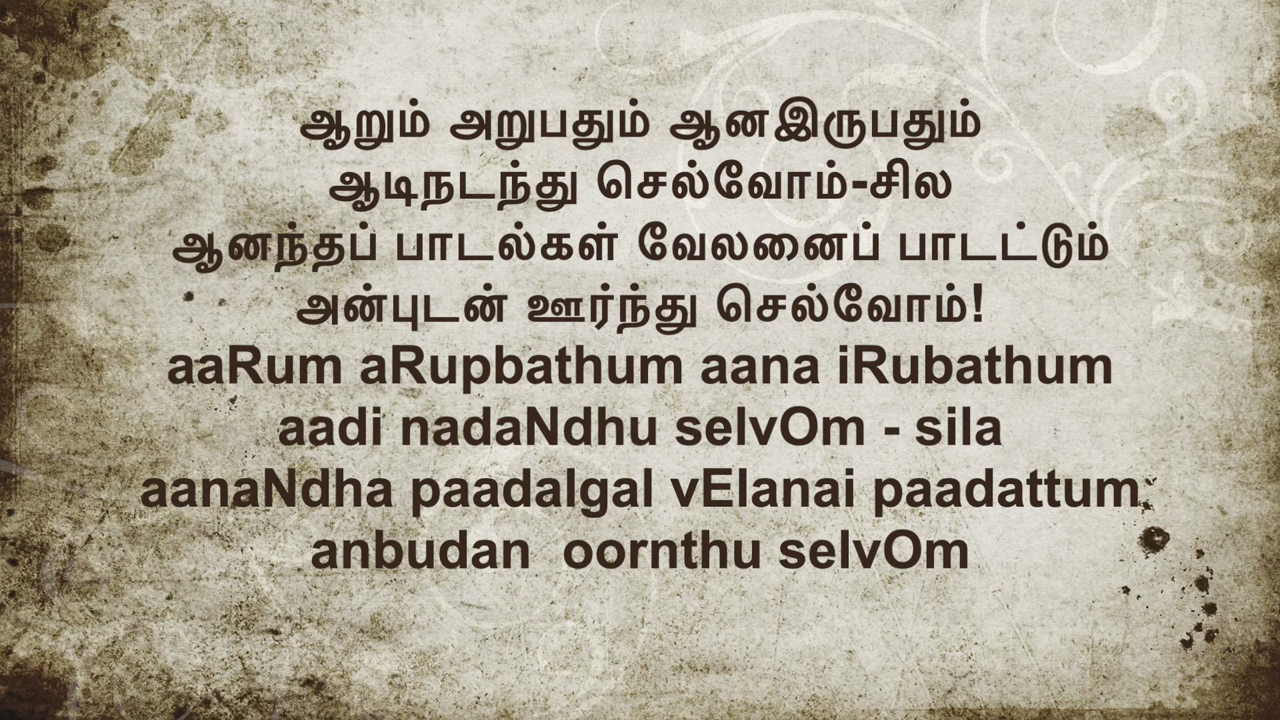 ஆறும் அறுபதும் ஆனஇருபதும்
ஆடிநடந்து செல்வோம்-சில
ஆனந்தப் பாடல்கள் வேலனைப் பாடட்டும்
அன்புடன் ஊர்ந்து செல்வோம்!
aaRum aRupbathum aana iRubathum
aadi nadaNdhu selvOm - sila
aanaNdha paadalgal vElanai paadattum
anbudan  oornthu selvOm